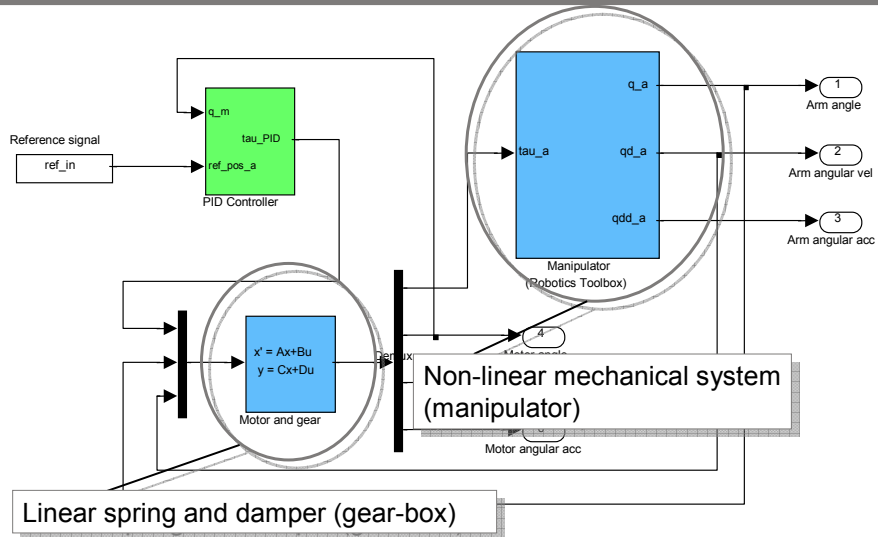 Reference signal
ref_in
q_m
tau_PID
ref_pos_a
PID Controller
q_a
tau_a
qd_a
qdd_a
Manipulator
(Robotics Toolbox)
1
Arm angle
2
Arm angular vel
3
Arm angular acc
x' = Ax+Bu
y = Cx+Du
Motor and gear
4
Motor angle
Non-linear mechanical system
(manipulator)
Motor angular acc
Linear spring and damper (gear-box)